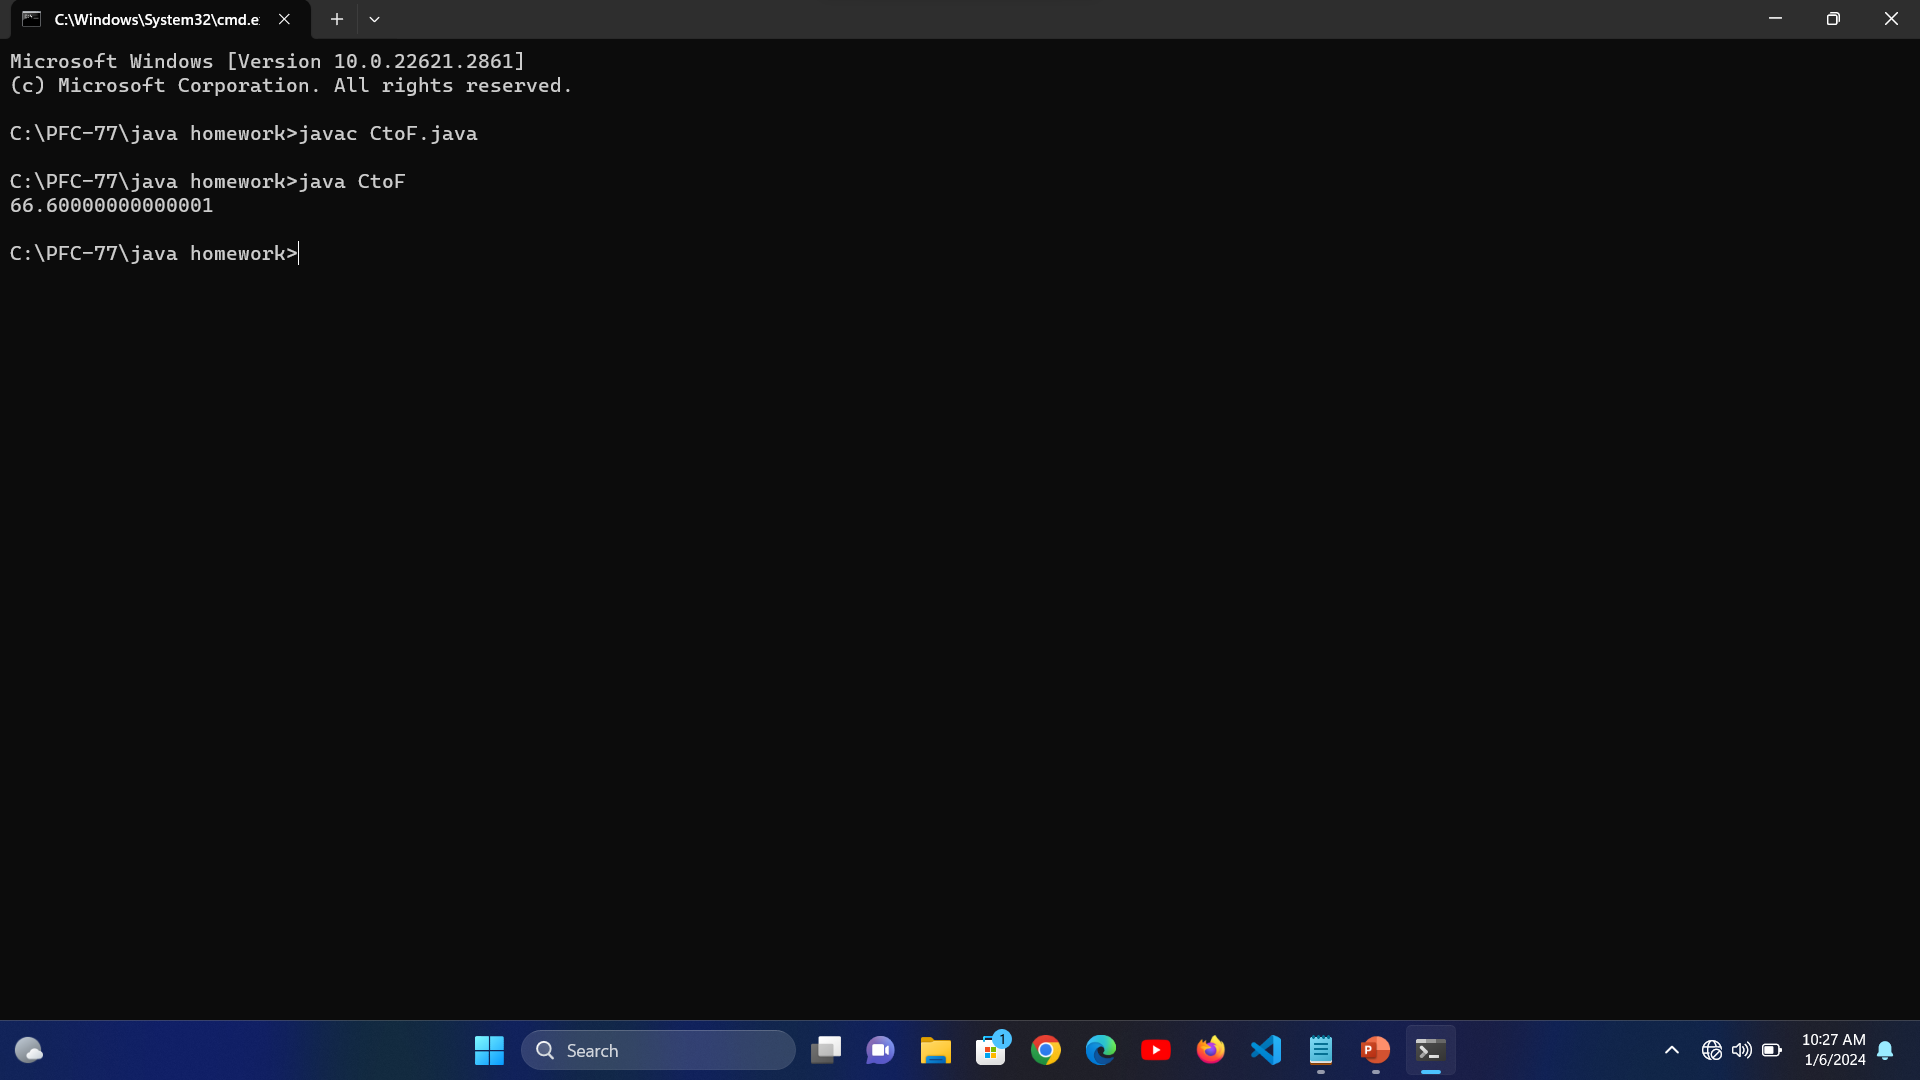 C:\Windows\System32\cmd.e
Microsoft Windows [Version 10.0.22621.2861]
(c) Microsoft Corporation. All rights reserved.
C:\PFC-77\java homework>javac CtoF.java
C:\PFC-77\java homework>java CtoF
66.60000000000001
C:\PFC-77\java homework>
Search
1
P
10:27 AM
1/6/2024